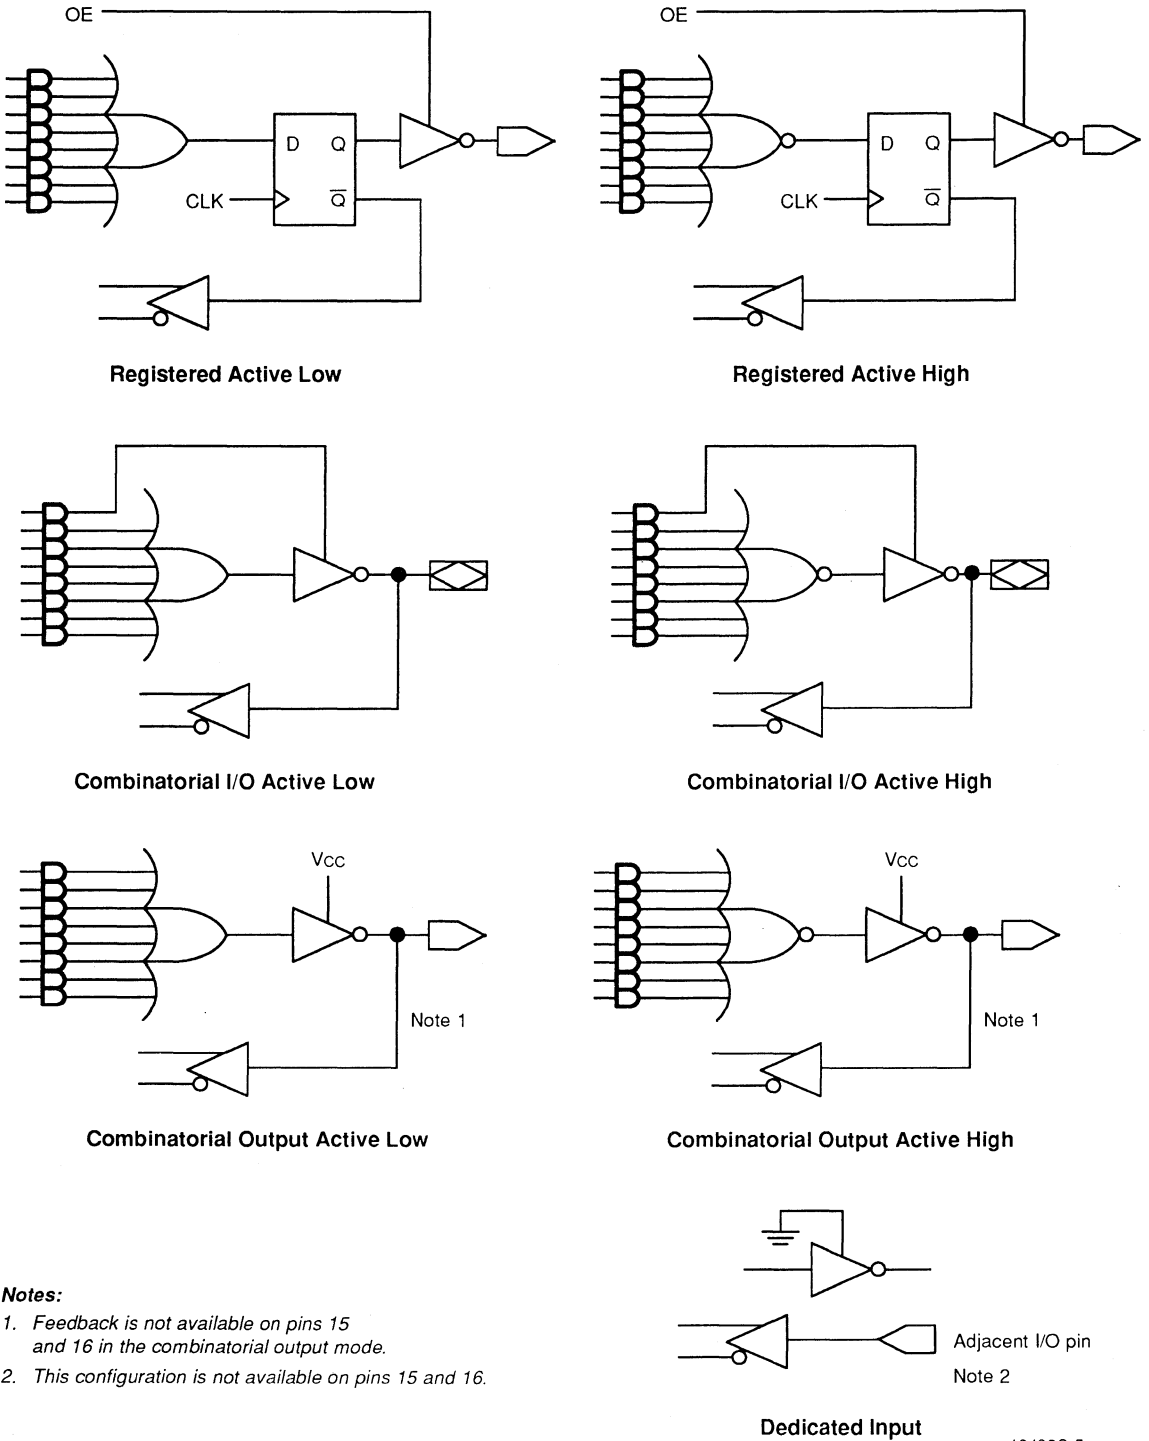 OE
OE
D Q
D Q
CLK Q̅
CLK Q̅
Registered Active Low
Registered Active High
Combinatorial I/O Active Low
Combinatorial I/O Active High
VCC
VCC
Note 1
Note 1
Combinatorial Output Active Low
Combinatorial Output Active High
Notes:
1. Feedback is not available on pins 15
and 16 in the combinatorial output mode.
2. This configuration is not available on pins 15 and 16.
Adjacent I/O pin
Note 2
Dedicated Input